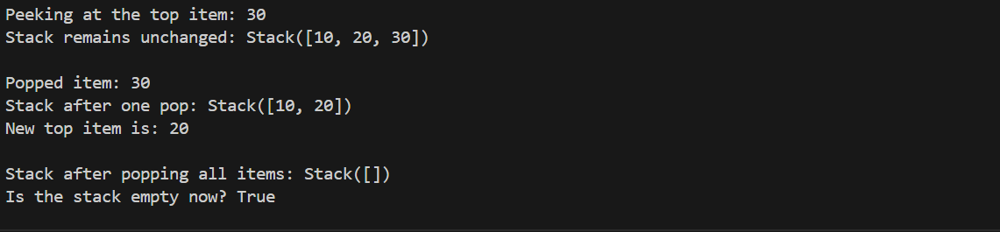 Peeking at the top item: 30
Stack remains unchanged: Stack([10, 20, 30])
Popped item: 30
Stack after one pop: Stack([10, 20])
New top item is: 20
Stack after popping all items: Stack([])
Is the stack empty now? True